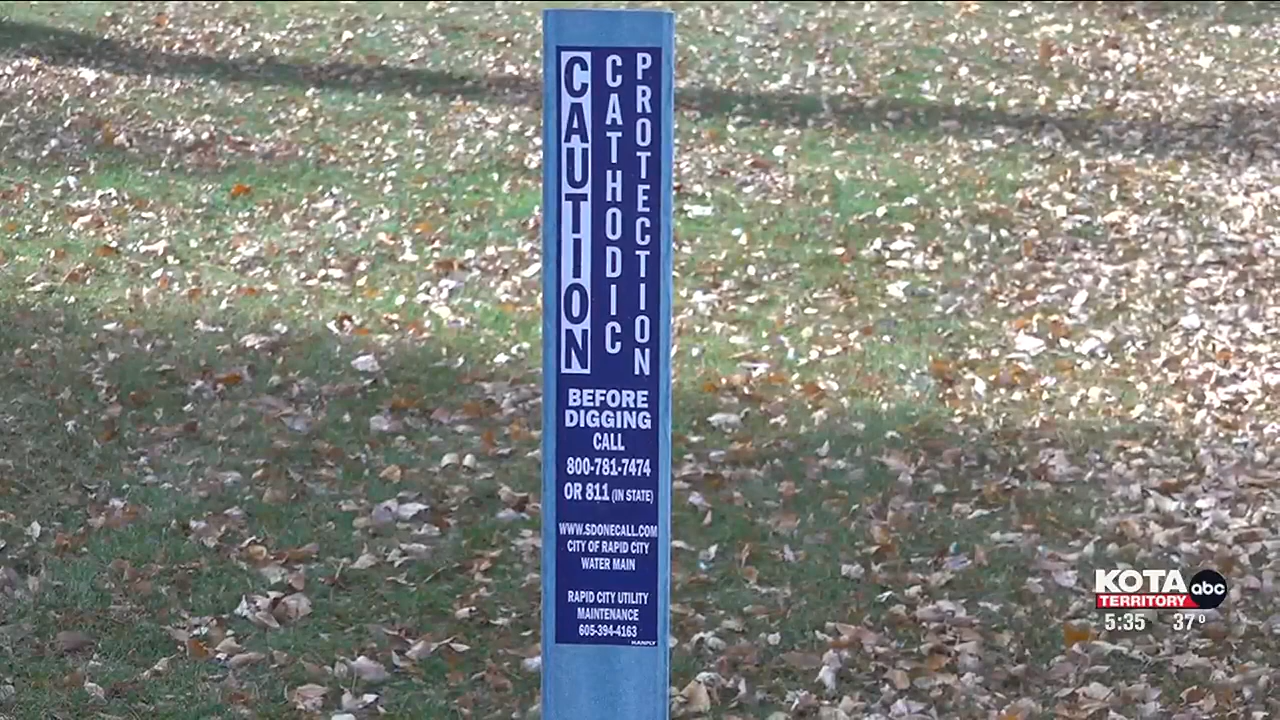 CAUTION
CATHODIC
PROTECTION
BEFORE
DIGGING
CALL
800-781-7474
OR 811 (IN STATE)
WWW.SDONECALL.COM
CITY OF RAPID CITY
WATER MAIN
RAPID CITY UTILITY
MAINTENANCE
605-394-4163
KOTA abc
TERRITORY
5:35 37°